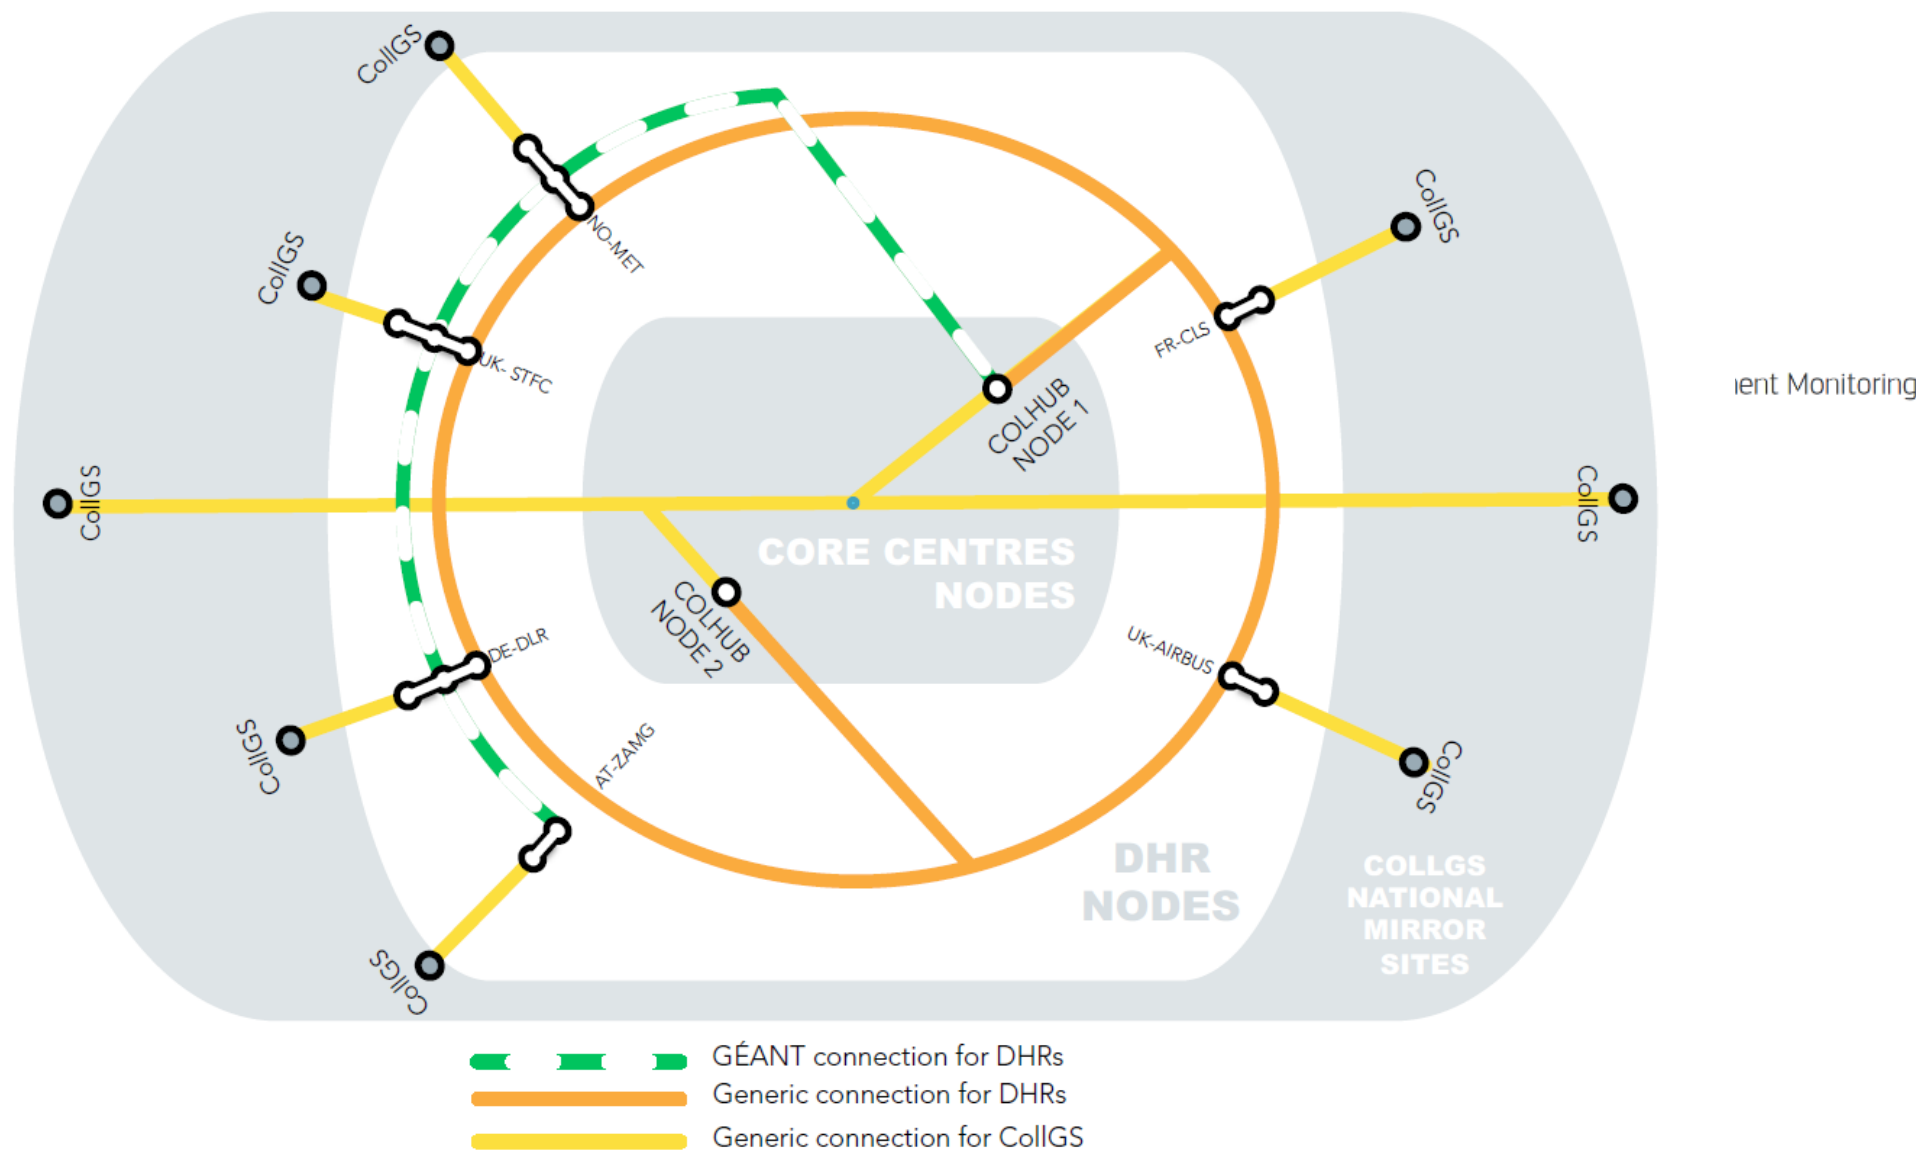 CollGS
CollGS
NO-MET
CollGS
UK- STFC
FR-CLS
COLHUB
NODE 1
ent Monitoring
CollGS
CollGS
CORE CENTRES
NODES
COLHUB
NODE 2
DE-DLR
UK-AIRBUS
CollGS
AT-ZAMG
CollGS
DHR
NODES
COLLGS
NATIONAL
MIRROR
SITES
CollGS
GÉANT connection for DHRs
Generic connection for DHRs
Generic connection for CollGS